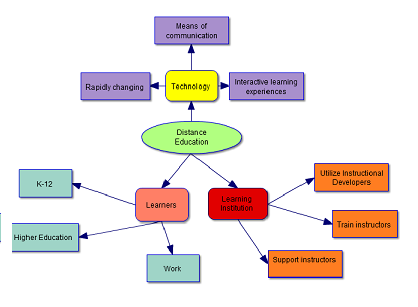 Means of
communication
Rapidly changing
Technology
Interactive learning
experiences
Distance
Education
K-12
Learners
Learning
Institution
Utilize Instructional
Developers
Higher Education
Train instructors
Work
Support instructors